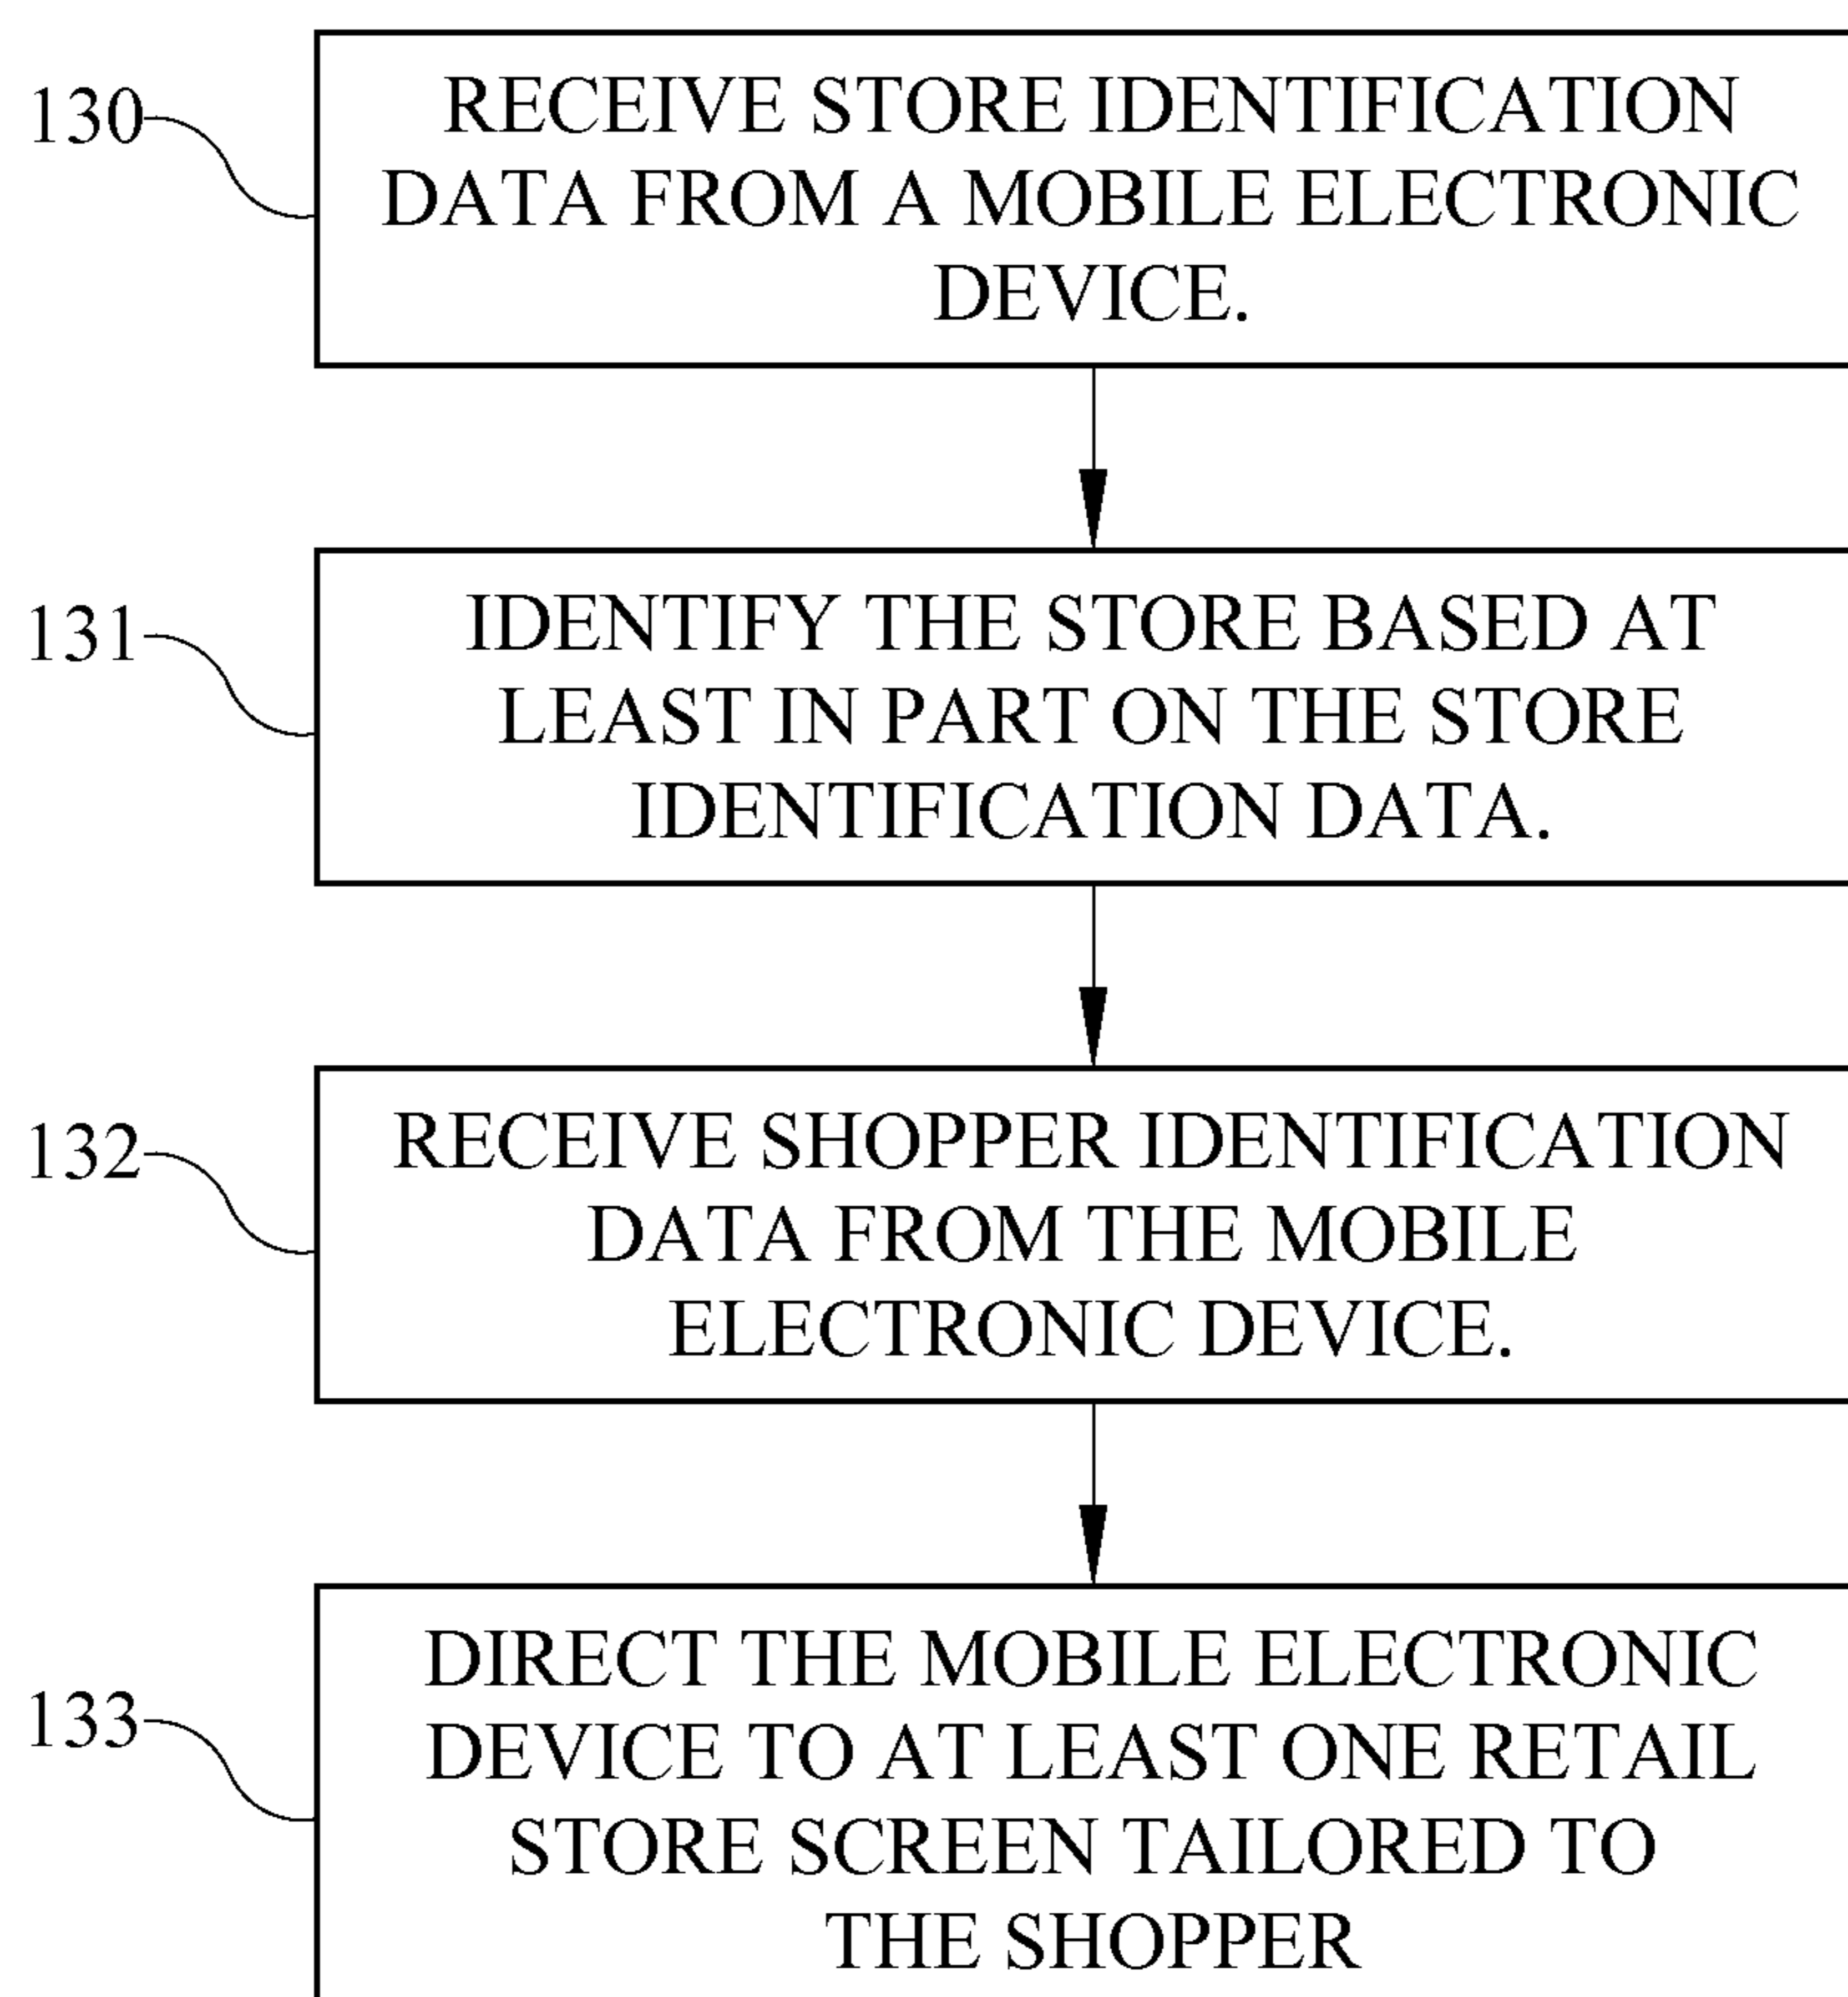 130
RECEIVE STORE IDENTIFICATION
DATA FROM A MOBILE ELECTRONIC
DEVICE.
131
IDENTIFY THE STORE BASED AT
LEAST IN PART ON THE STORE
IDENTIFICATION DATA.
132
RECEIVE SHOPPER IDENTIFICATION
DATA FROM THE MOBILE
ELECTRONIC DEVICE.
133
DIRECT THE MOBILE ELECTRONIC
DEVICE TO AT LEAST ONE RETAIL
STORE SCREEN TAILORED TO
THE SHOPPER